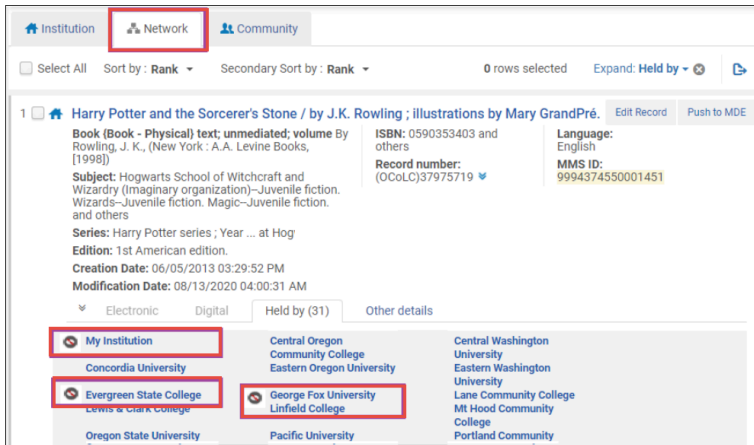 Institution Network Community
Select All Sort by : Rank Secondary Sort by : Rank 0 rows selected Expand: Held by
1 Harry Potter and the Sorcerer's Stone / by J.K. Rowling ; illustrations by Mary GrandPré. Edit Record Push to MDE
Book {Book - Physical} text; unmediated; volume By
Rowling, J. K., (New York : A.A. Levine Books,
[1998])
Subject: Hogwarts School of Witchcraft and
Wizardry (Imaginary organization)--Juvenile fiction.
Wizards--Juvenile fiction. Magic--Juvenile fiction.
and others
Series: Harry Potter series ; Year ... at Hog
Edition: 1st American edition.
Creation Date: 06/05/2013 03:29:52 PM
Modification Date: 08/13/2020 04:00:31 AM
ISBN: 0590353403 and
others
Record number:
(OCoLC)37975719
Language:
English
MMS ID:
9994374550001451
Electronic Digital Held by (31) Other details
My Institution
Concordia University
Evergreen State College
Lewis & Clark College
Oregon State University
Central Oregon
Community College
Eastern Oregon University
George Fox University
Linfield College
Pacific University
Central Washington
University
Eastern Washington
University
Lane Community College
Mt Hood Community
College
Portland Community